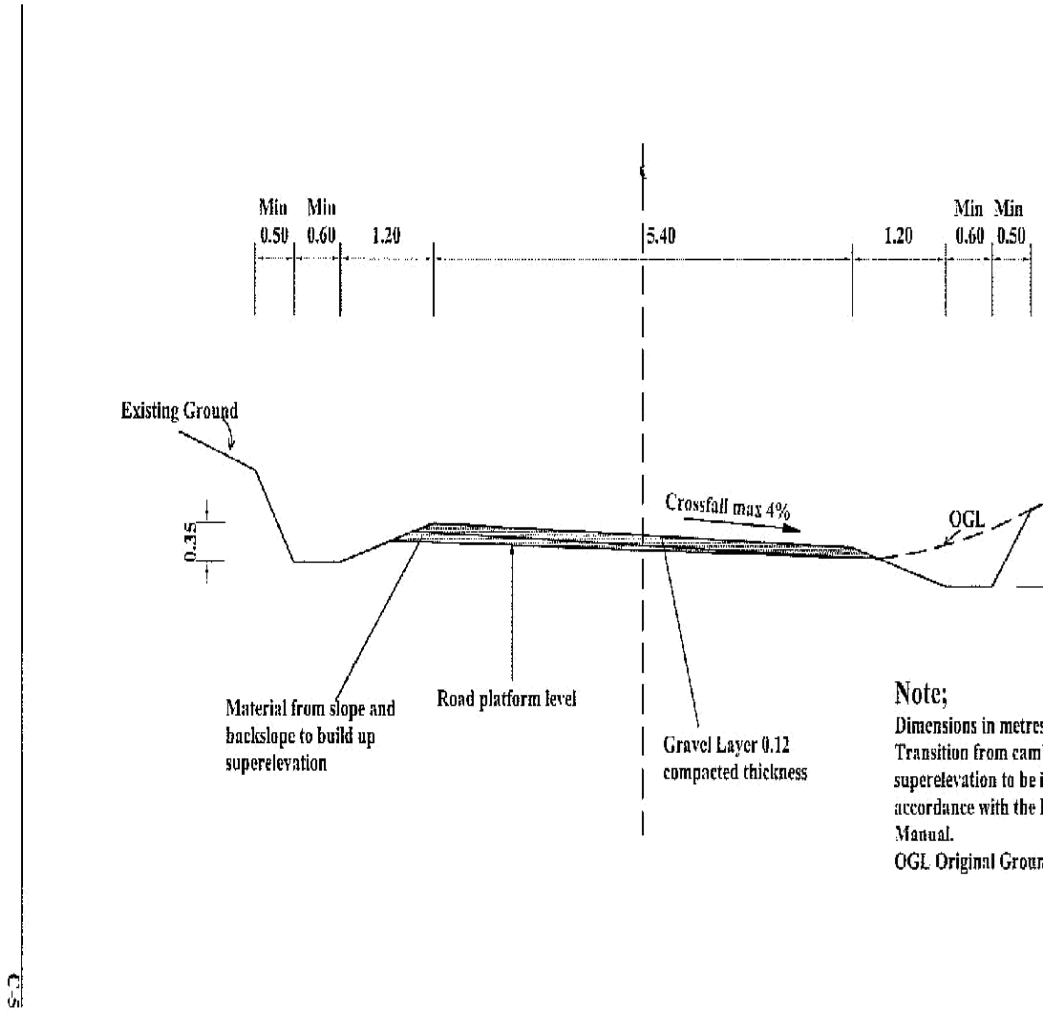 Min Min Min Min
0.50 0.60 1.20 5.40 1.20 0.60 0.50
Existing Ground
0.35
Crossfall max 4%
OGL
Material from slope and
backslope to build up
superelevation
Road platform level
Gravel Layer 0.12
compacted thickness
Note;
Dimensions in metres
Transition from cam
superelevation to be i
accordance with the
Manual.
OGL Original Groun
C-5